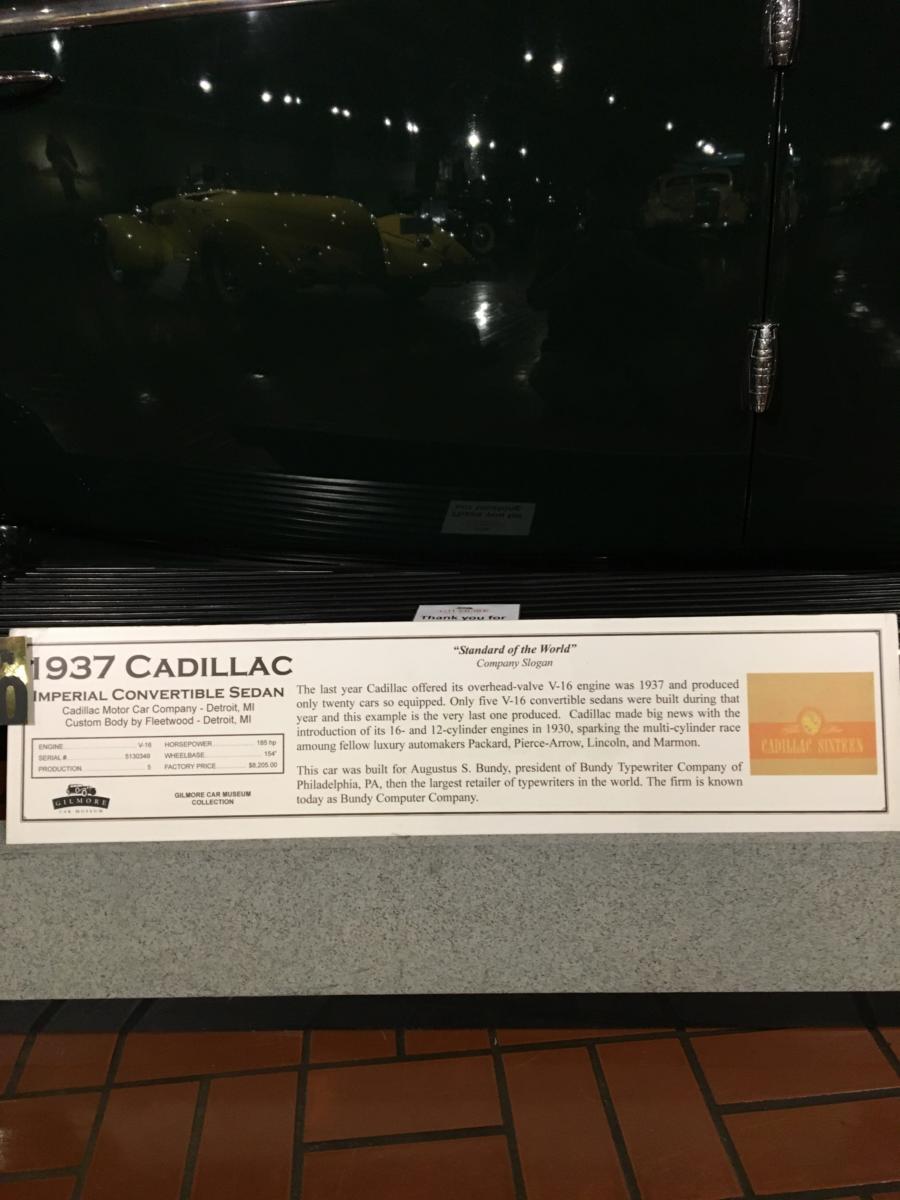 Thank you for
1937 CADILLAC
IMPERIAL CONVERTIBLE SEDAN
Cadillac Motor Car Company - Detroit, MI
Custom Body by Fleetwood - Detroit, MI
ENGINE V-16 HORSEPOWER 185 hp
SERIAL # 5130349 WHEELBASE 154"
PRODUCTION 5 FACTORY PRICE $8,205.00
GILMORE
CAR MUSEUM
GILMORE CAR MUSEUM
COLLECTION
“Standard of the World”
Company Slogan
The last year Cadillac offered its overhead-valve V-16 engine was 1937 and produced
only twenty cars so equipped. Only five V-16 convertible sedans were built during that
year and this example is the very last one produced. Cadillac made big news with the
introduction of its 16- and 12-cylinder engines in 1930, sparking the multi-cylinder race
amoung fellow luxury automakers Packard, Pierce-Arrow, Lincoln, and Marmon.
This car was built for Augustus S. Bundy, president of Bundy Typewriter Company of
Philadelphia, PA, then the largest retailer of typewriters in the world. The firm is known
today as Bundy Computer Company.
CADILLAC SIXTEEN